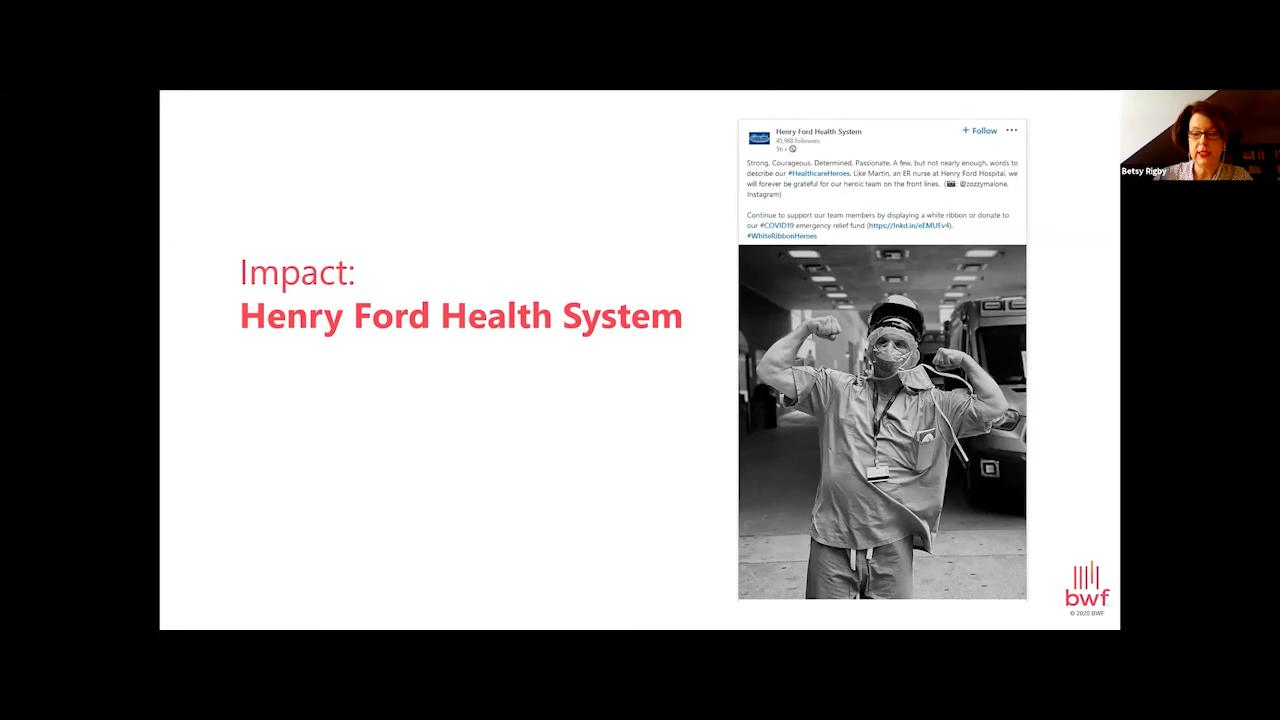 Impact:
Henry Ford Health System
Henry Ford Health System
+ Follow
45,968 followers
5h •
Strong. Courageous. Determined. Passionate. A few, but not nearly enough, words to
describe our #HealthcareHeroes. Like Martin, an ER nurse at Henry Ford Hospital, we
will forever be grateful for our heroic team on the front lines. (📷: @zozzymalone,
Instagram)
Continue to support our team members by displaying a white ribbon or donate to
our #COVID19 emergency relief fund (https://lnkd.in/eEMUEv4).
#WhiteRibbonHeroes
Betsy Rigby
bwf
© 2020 BWF